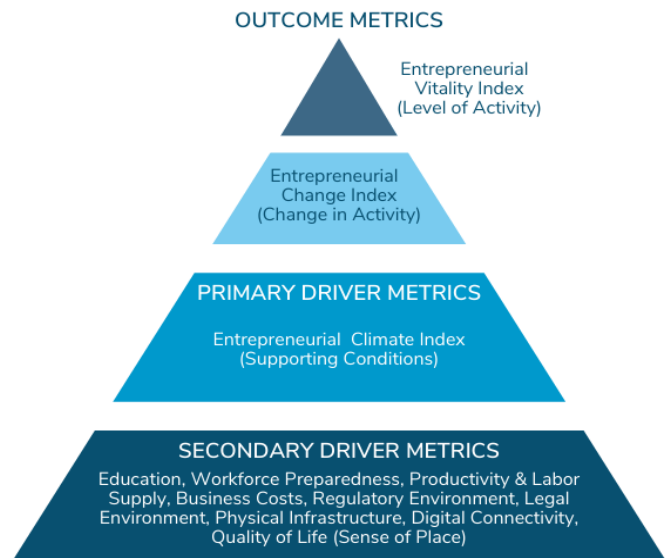 OUTCOME METRICS
Entrepreneurial
Vitality Index
(Level of Activity)
Entrepreneurial
Change Index
(Change in Activity)
PRIMARY DRIVER METRICS
Entrepreneurial Climate Index
(Supporting Conditions)
SECONDARY DRIVER METRICS
Education, Workforce Preparedness, Productivity & Labor
Supply, Business Costs, Regulatory Environment, Legal
Environment, Physical Infrastructure, Digital Connectivity,
Quality of Life (Sense of Place)